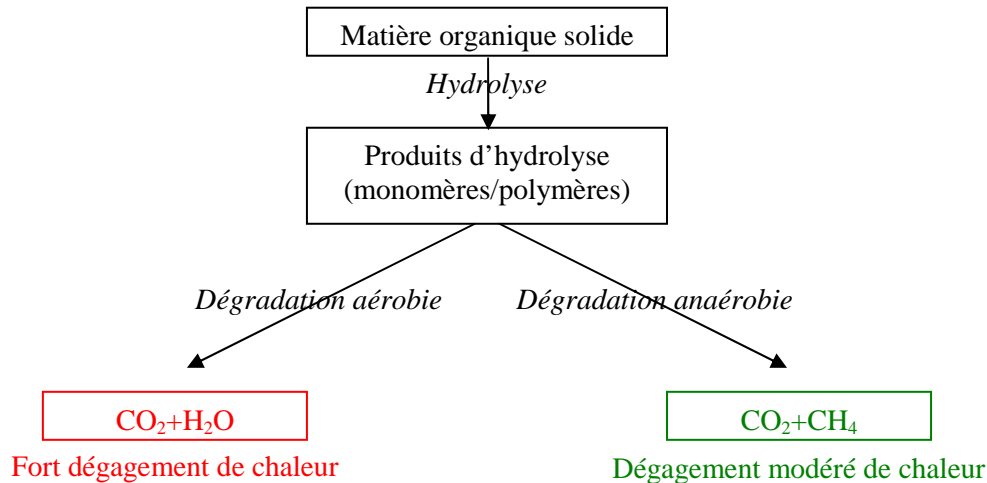 Matière organique solide
Hydrolyse
Produits d'hydrolyse
(monomères/polymères)
Dégradation aérobie
Dégradation anaérobie
CO₂+H₂O
CO₂+CH₄
Fort dégagement de chaleur
Dégagement modéré de chaleur